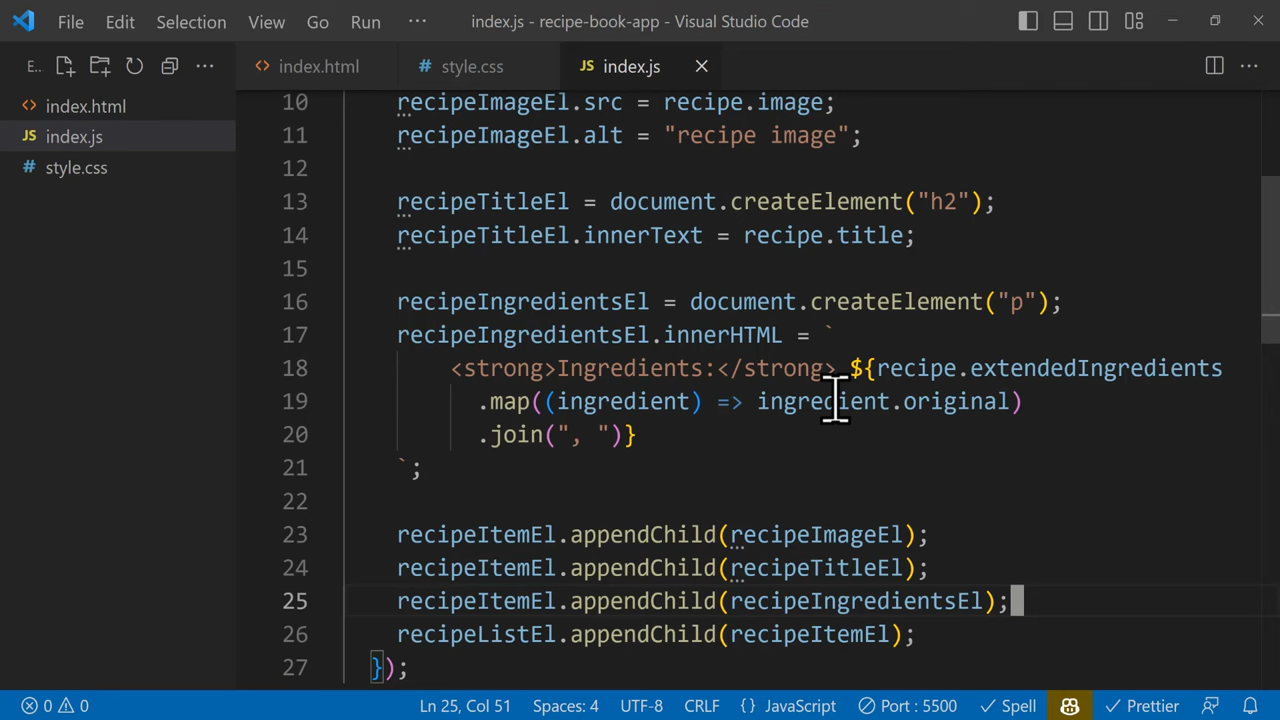 File Edit Selection View Go Run ··· index.js - recipe-book-app - Visual Studio Code
E... ···
index.html
JS index.js
# style.css
<> index.html # style.css JS index.js ···
10 recipeImageEl.src = recipe.image;
11 recipeImageEl.alt = "recipe image";
12
13 recipeTitleEl = document.createElement("h2");
14 recipeTitleEl.innerText = recipe.title;
15
16 recipeIngredientsEl = document.createElement("p");
17 recipeIngredientsEl.innerHTML = `
18 <strong>Ingredients:</strong> ${recipe.extendedIngredients
19 .map((ingredient) => ingredient.original)
20 .join(", ")}
21 `;
22
23 recipeItemEl.appendChild(recipeImageEl);
24 recipeItemEl.appendChild(recipeTitleEl);
25 recipeItemEl.appendChild(recipeIngredientsEl);
26 recipeListEl.appendChild(recipeItemEl);
27 });
0 0 Ln 25, Col 51 Spaces: 4 UTF-8 CRLF {} JavaScript Port : 5500 Spell Prettier